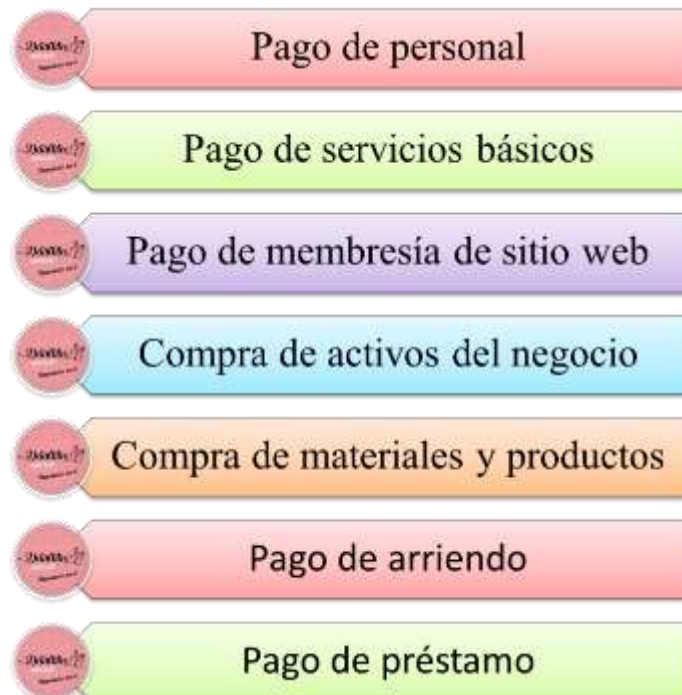 Pago de personal
Pago de servicios básicos
Pago de membresía de sitio web
Compra de activos del negocio
Compra de materiales y productos
Pago de arriendo
Pago de préstamo